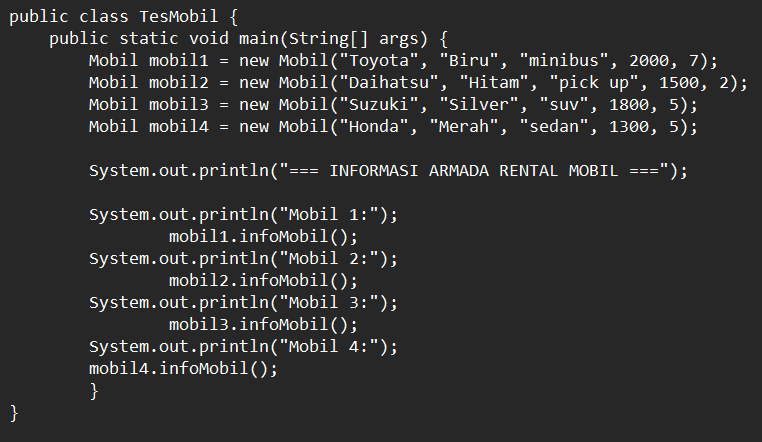 public class TesMobil {
    public static void main(String[] args) {
        Mobil mobil1 = new Mobil("Toyota", "Biru", "minibus", 2000, 7);
        Mobil mobil2 = new Mobil("Daihatsu", "Hitam", "pick up", 1500, 2);
        Mobil mobil3 = new Mobil("Suzuki", "Silver", "suv", 1800, 5);
        Mobil mobil4 = new Mobil("Honda", "Merah", "sedan", 1300, 5);

        System.out.println("=== INFORMASI ARMADA RENTAL MOBIL ===");

        System.out.println("Mobil 1:");
                mobil1.infoMobil();
        System.out.println("Mobil 2:");
                mobil2.infoMobil();
        System.out.println("Mobil 3:");
                mobil3.infoMobil();
        System.out.println("Mobil 4:");
        mobil4.infoMobil();
        }
}